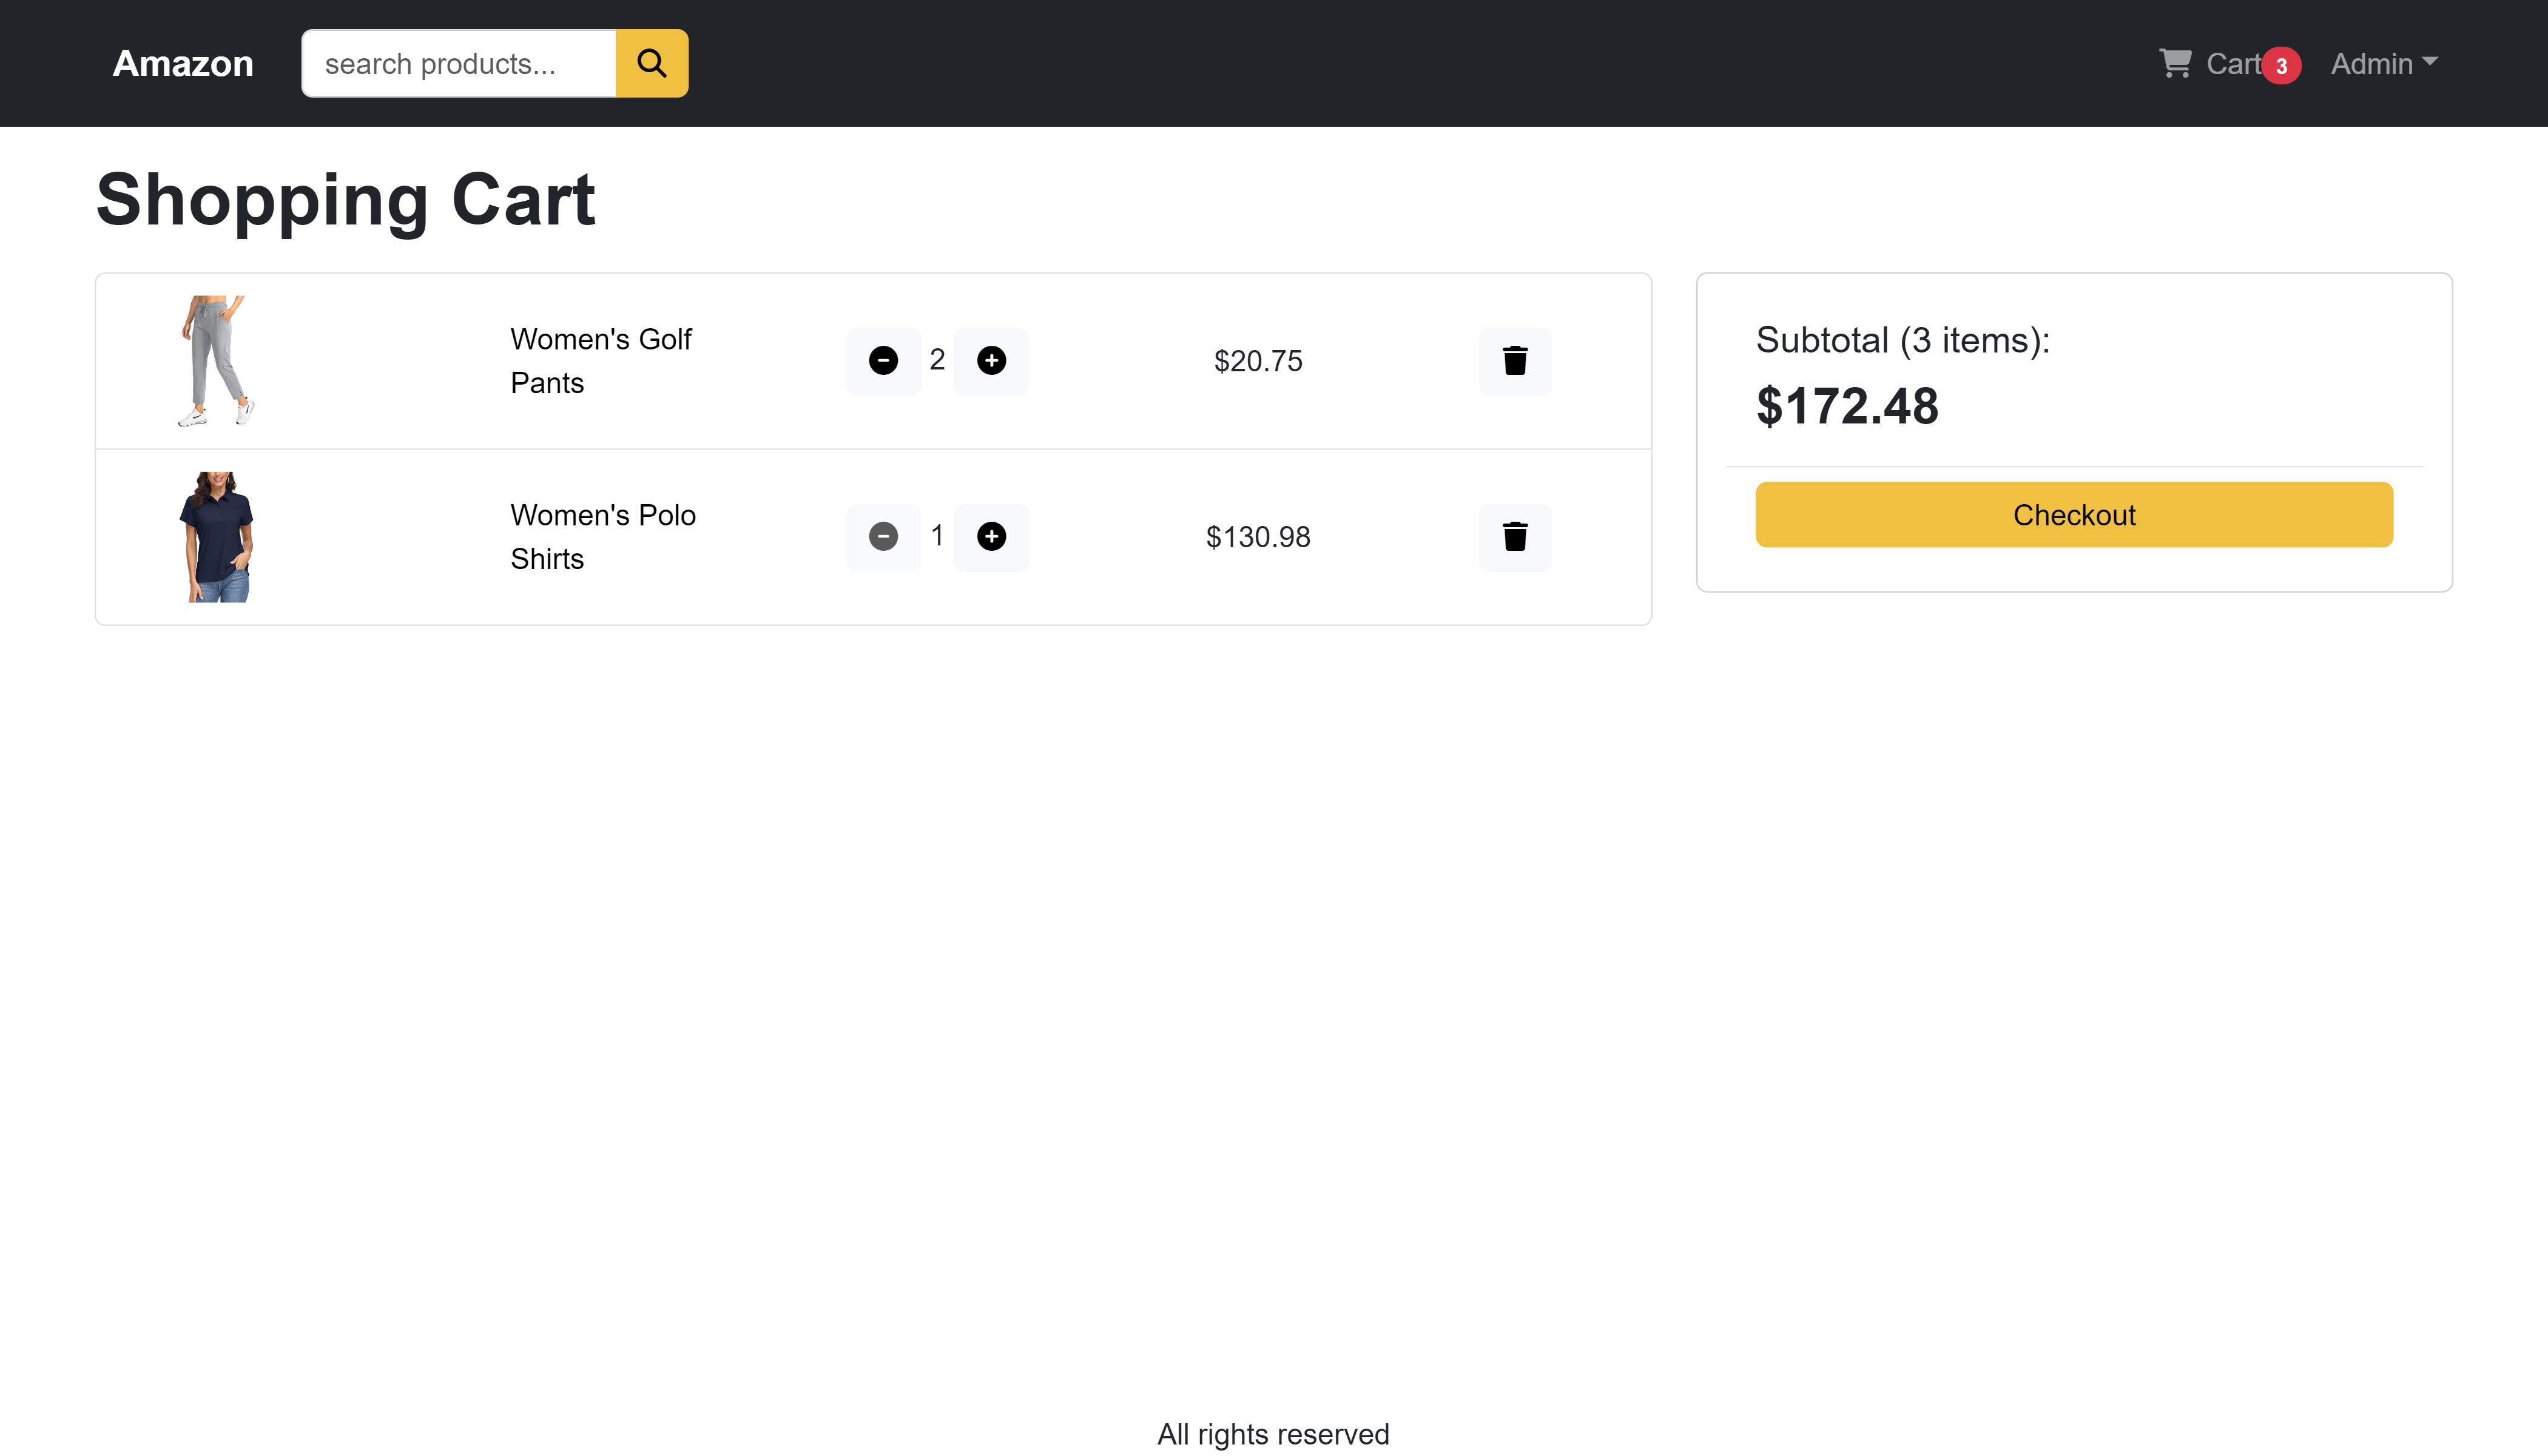 Amazon
search products...
Cart 3
Admin
Shopping Cart
Women's Golf
Pants
2
$20.75
Women's Polo
Shirts
1
$130.98
Subtotal (3 items):
$172.48
Checkout
All rights reserved